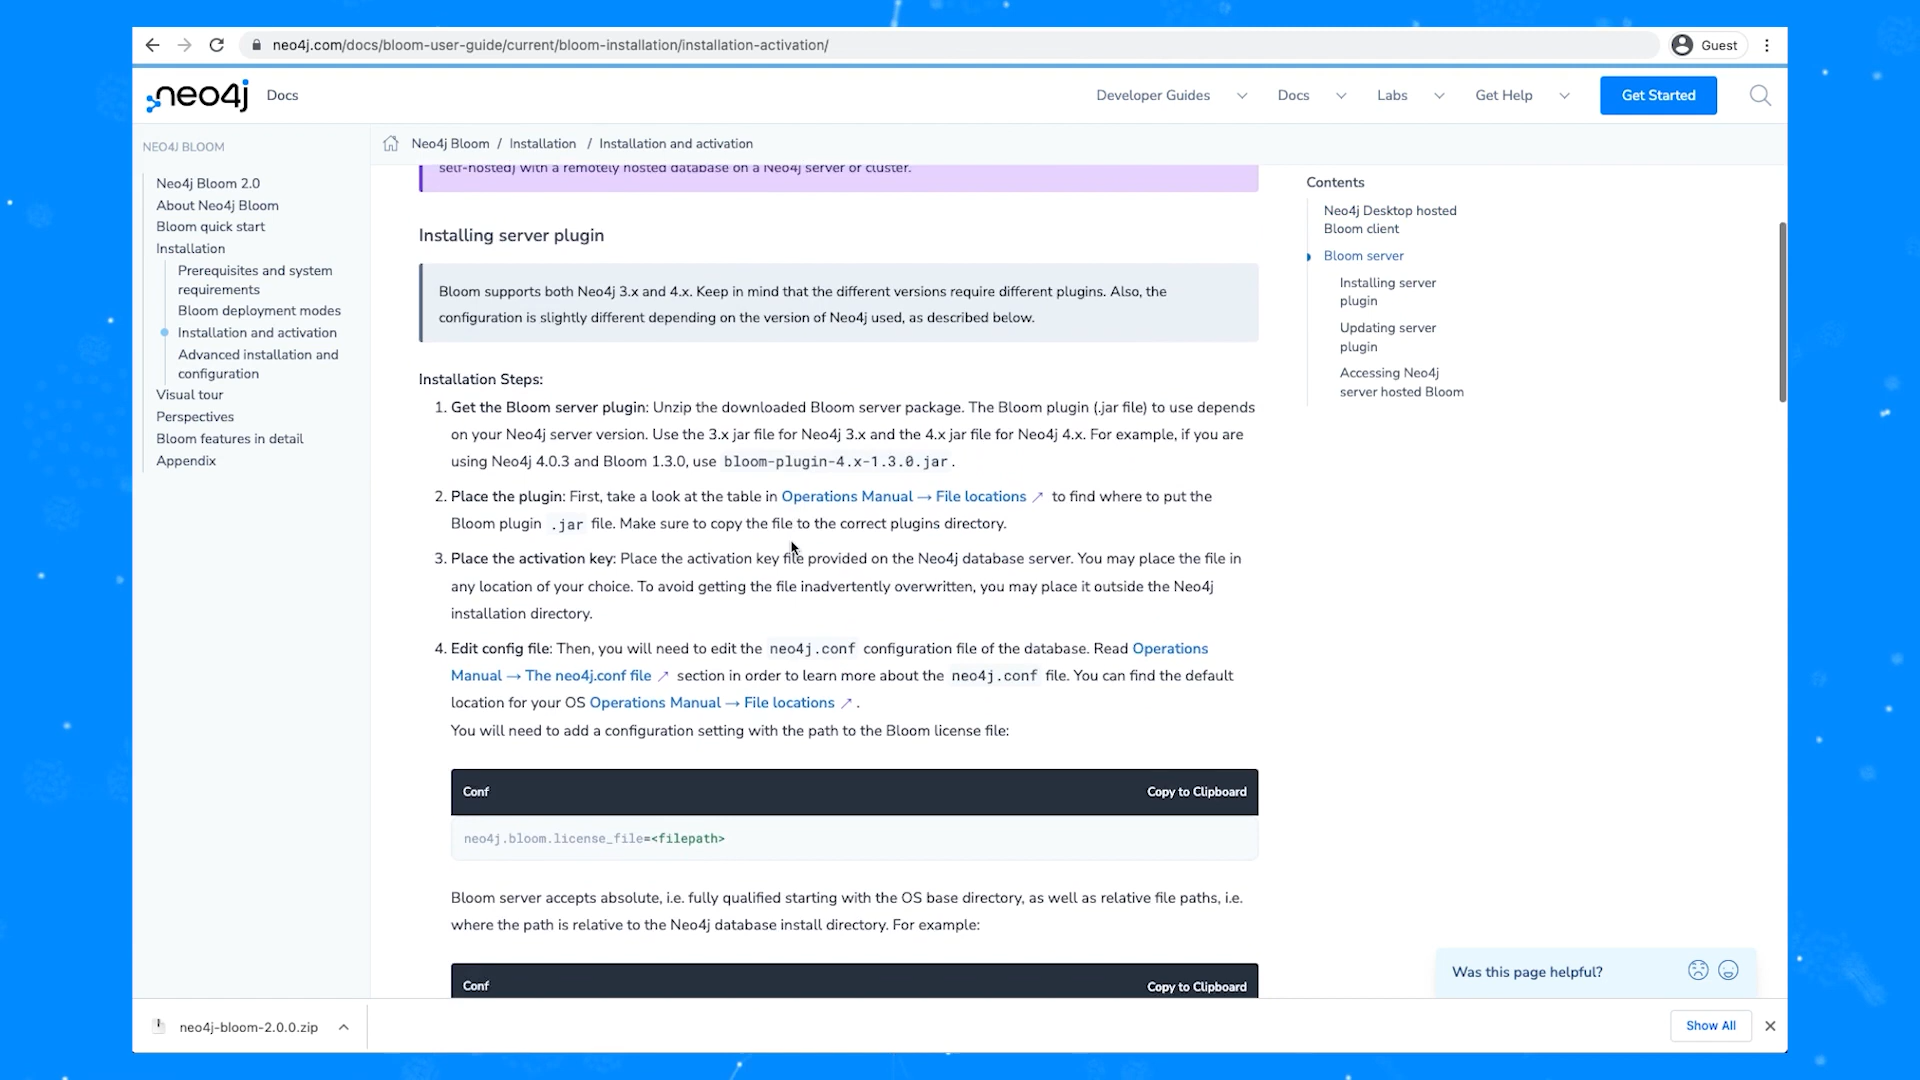 neo4j.com/docs/bloom-user-guide/current/bloom-installation/installation-activation/
Guest
neo4j Docs
Developer Guides
Docs
Labs
Get Help
Get Started
NEO4J BLOOM
Neo4j Bloom 2.0
About Neo4j Bloom
Bloom quick start
Installation
Prerequisites and system
requirements
Bloom deployment modes
Installation and activation
Advanced installation and
configuration
Visual tour
Perspectives
Bloom features in detail
Appendix
Neo4j Bloom / Installation / Installation and activation
self-hosted) with a remotely hosted database on a Neo4j server or cluster.
Installing server plugin
Bloom supports both Neo4j 3.x and 4.x. Keep in mind that the different versions require different plugins. Also, the
configuration is slightly different depending on the version of Neo4j used, as described below.
Installation Steps:
1. Get the Bloom server plugin: Unzip the downloaded Bloom server package. The Bloom plugin (.jar file) to use depends
on your Neo4j server version. Use the 3.x jar file for Neo4j 3.x and the 4.x jar file for Neo4j 4.x. For example, if you are
using Neo4j 4.0.3 and Bloom 1.3.0, use bloom-plugin-4.x-1.3.0.jar.
2. Place the plugin: First, take a look at the table in Operations Manual → File locations ↗ to find where to put the
Bloom plugin .jar file. Make sure to copy the file to the correct plugins directory.
3. Place the activation key: Place the activation key file provided on the Neo4j database server. You may place the file in
any location of your choice. To avoid getting the file inadvertently overwritten, you may place it outside the Neo4j
installation directory.
4. Edit config file: Then, you will need to edit the neo4j.conf configuration file of the database. Read Operations
Manual → The neo4j.conf file ↗ section in order to learn more about the neo4j.conf file. You can find the default
location for your OS Operations Manual → File locations ↗ .
You will need to add a configuration setting with the path to the Bloom license file:
Conf Copy to Clipboard
neo4j.bloom.license_file=<filepath>
Bloom server accepts absolute, i.e. fully qualified starting with the OS base directory, as well as relative file paths, i.e.
where the path is relative to the Neo4j database install directory. For example:
Conf Copy to Clipboard
Contents
Neo4j Desktop hosted
Bloom client
Bloom server
Installing server
plugin
Updating server
plugin
Accessing Neo4j
server hosted Bloom
Was this page helpful?
neo4j-bloom-2.0.0.zip
Show All